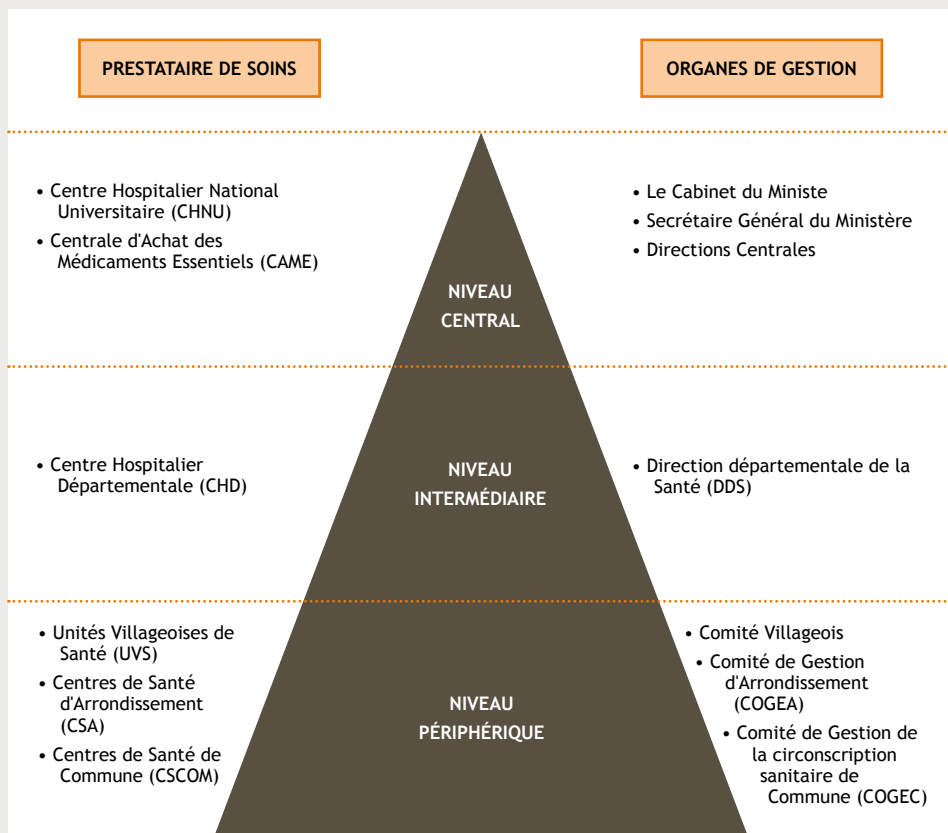 PRESTATAIRE DE SOINS
ORGANES DE GESTION
• Centre Hospitalier National
Universitaire (CHNU)
• Centrale d'Achat des
Médicaments Essentiels (CAME)
NIVEAU
CENTRAL
• Le Cabinet du Ministe
• Secrétaire Général du Ministère
• Directions Centrales
• Centre Hospitalier
Départementale (CHD)
NIVEAU
INTERMÉDIAIRE
• Direction départementale de la
Santé (DDS)
• Unités Villageoises de
Santé (UVS)
• Centres de Santé
d'Arrondissement
(CSA)
• Centres de Santé de
Commune (CSCOM)
NIVEAU
PÉRIPHÉRIQUE
• Comité Villageois
• Comité de Gestion
d'Arrondissement
(COGEA)
• Comité de Gestion de
la circonscription
sanitaire de
Commune (COGEC)